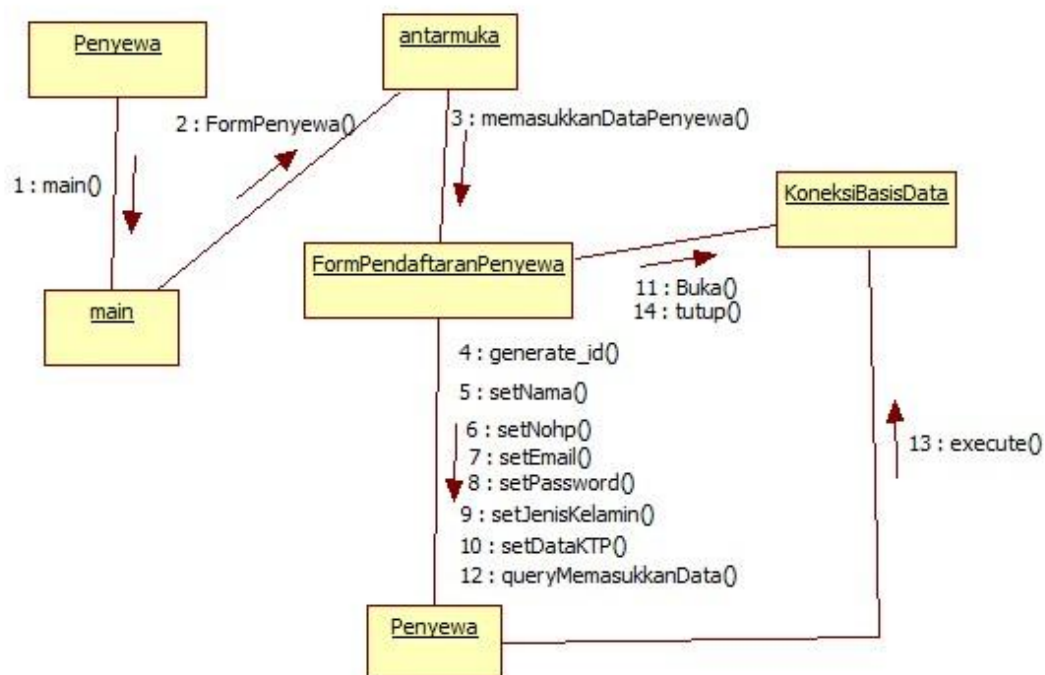 Penyewa
antarmuka
2 : FormPenyewa()
3 : memasukkanDataPenyewa()
1 : main()
KoneksiBasisData
FormPendaftaranPenyewa
main
11 : Buka()
14 : tutup()
4 : generate_id()
5 : setNama()
6 : setNohp()
7 : setEmail()
8 : setPassword()
9 : setJenisKelamin()
10 : setDataKTP()
12 : queryMemasukkanData()
13 : execute()
Penyewa